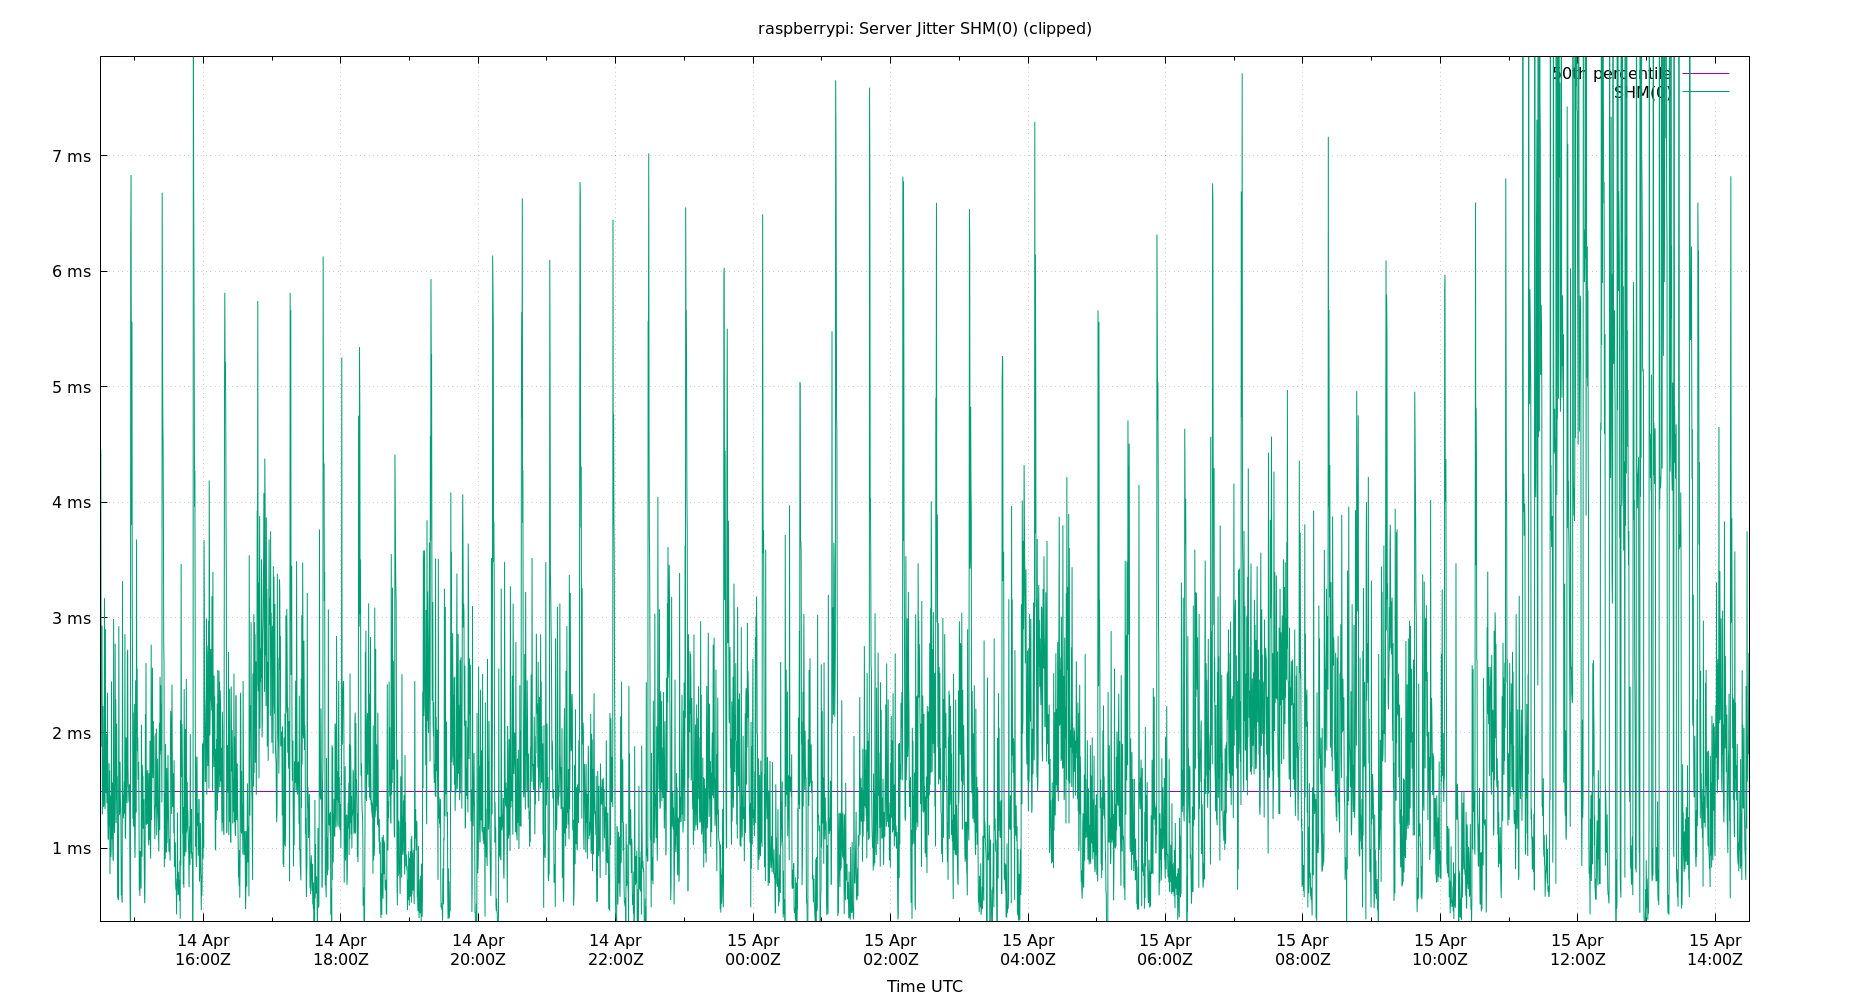 raspberrypi: Server Jitter SHM(0) (clipped)
50th percentile
SHM(0)
7 ms
6 ms
5 ms
4 ms
3 ms
2 ms
1 ms
14 Apr 14 Apr 14 Apr 14 Apr 15 Apr 15 Apr 15 Apr 15 Apr 15 Apr 15 Apr 15 Apr 15 Apr
16:00Z 18:00Z 20:00Z 22:00Z 00:00Z 02:00Z 04:00Z 06:00Z 08:00Z 10:00Z 12:00Z 14:00Z
Time UTC